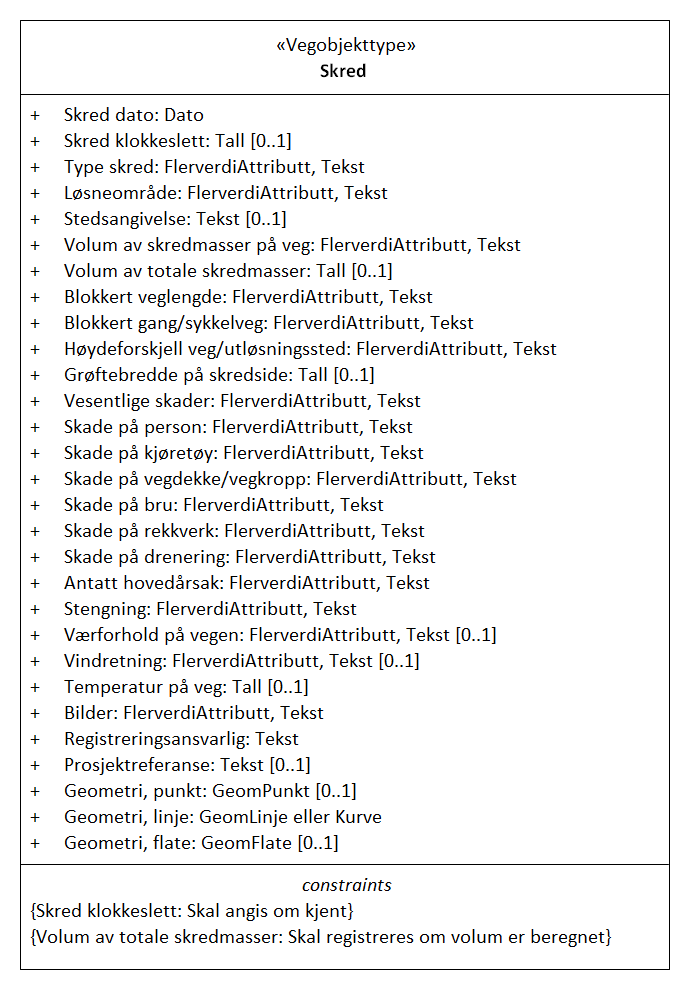 «Vegobjekttype»
Skred
+ Skred dato: Dato
+ Skred klokkeslett: Tall [0..1]
+ Type skred: FlerverdiAttributt, Tekst
+ Løsneområde: FlerverdiAttributt, Tekst
+ Stedsangivelse: Tekst [0..1]
+ Volum av skredmasser på veg: FlerverdiAttributt, Tekst
+ Volum av totale skredmasser: Tall [0..1]
+ Blokkert veglengde: FlerverdiAttributt, Tekst
+ Blokkert gang/sykkelveg: FlerverdiAttributt, Tekst
+ Høydeforskjell veg/utløsningssted: FlerverdiAttributt, Tekst
+ Grøftebredde på skredside: Tall [0..1]
+ Vesentlige skader: FlerverdiAttributt, Tekst
+ Skade på person: FlerverdiAttributt, Tekst
+ Skade på kjøretøy: FlerverdiAttributt, Tekst
+ Skade på vegdekke/vegkropp: FlerverdiAttributt, Tekst
+ Skade på bru: FlerverdiAttributt, Tekst
+ Skade på rekkverk: FlerverdiAttributt, Tekst
+ Skade på drenering: FlerverdiAttributt, Tekst
+ Antatt hovedårsak: FlerverdiAttributt, Tekst
+ Stengning: FlerverdiAttributt, Tekst
+ Værforhold på vegen: FlerverdiAttributt, Tekst [0..1]
+ Vindretning: FlerverdiAttributt, Tekst [0..1]
+ Temperatur på veg: Tall [0..1]
+ Bilder: FlerverdiAttributt, Tekst
+ Registreringsansvarlig: Tekst
+ Prosjektreferanse: Tekst [0..1]
+ Geometri, punkt: GeomPunkt [0..1]
+ Geometri, linje: GeomLinje eller Kurve
+ Geometri, flate: GeomFlate [0..1]
constraints
{Skred klokkeslett: Skal angis om kjent}
{Volum av totale skredmasser: Skal registreres om volum er beregnet}